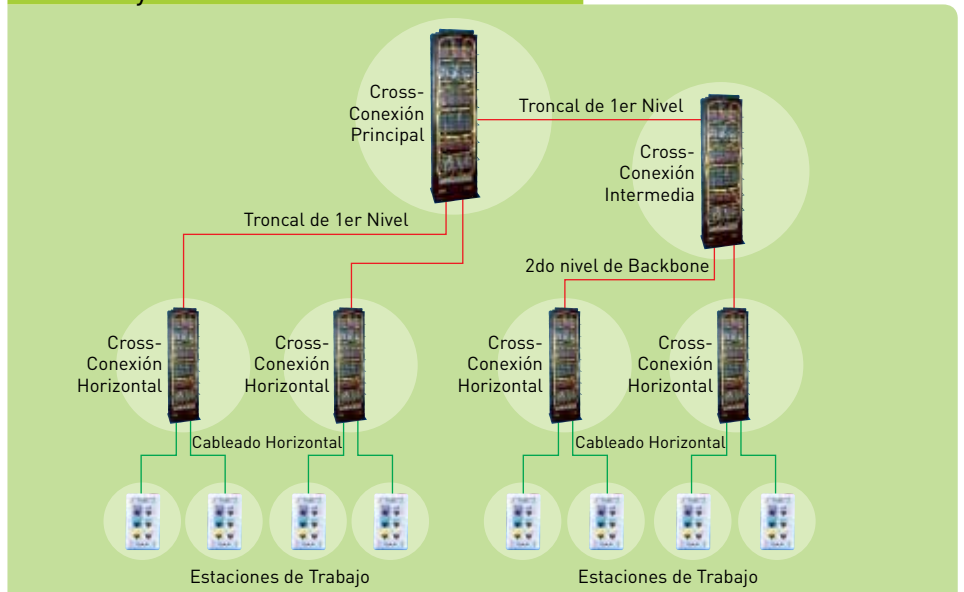 Cross-
Conexión
Principal
Troncal de 1er Nivel
Cross-
Conexión
Intermedia
Troncal de 1er Nivel
2do nivel de Backbone
Cross-
Conexión
Horizontal
Cross-
Conexión
Horizontal
Cross-
Conexión
Horizontal
Cross-
Conexión
Horizontal
Cableado Horizontal
Cableado Horizontal
Estaciones de Trabajo
Estaciones de Trabajo